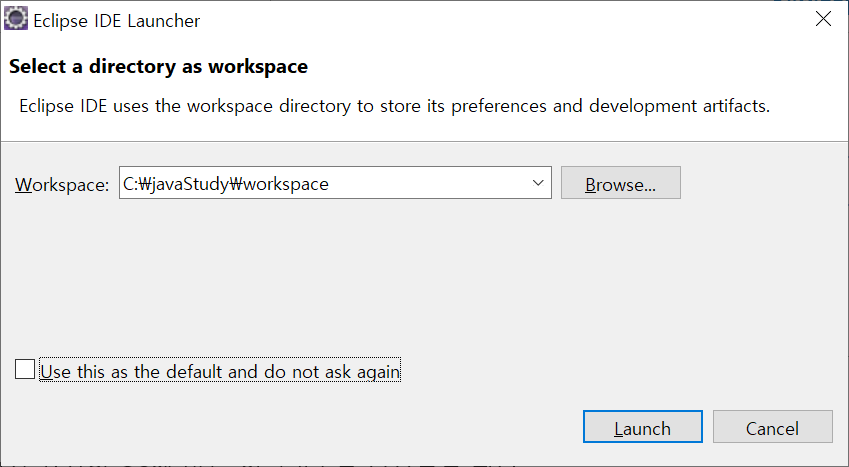 Eclipse IDE Launcher
Select a directory as workspace
Eclipse IDE uses the workspace directory to store its preferences and development artifacts.
Workspace: C:₩javaStudy₩workspace Browse...
Use this as the default and do not ask again
Launch Cancel